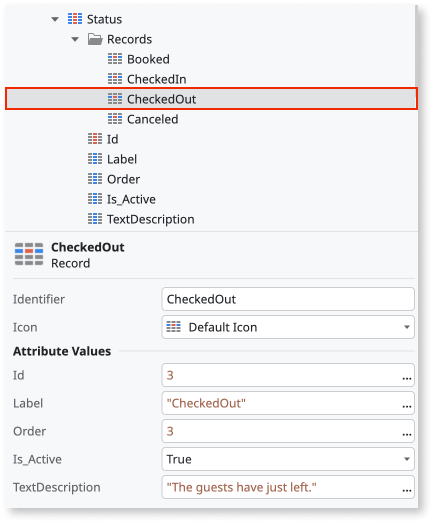 Status
Records
Booked
CheckedIn
CheckedOut
Canceled
Id
Label
Order
Is_Active
TextDescription
CheckedOut
Record
Identifier CheckedOut
Icon Default Icon
Attribute Values
Id 3 ...
Label "CheckedOut" ...
Order 3 ...
Is_Active True
TextDescription "The guests have just left." ...